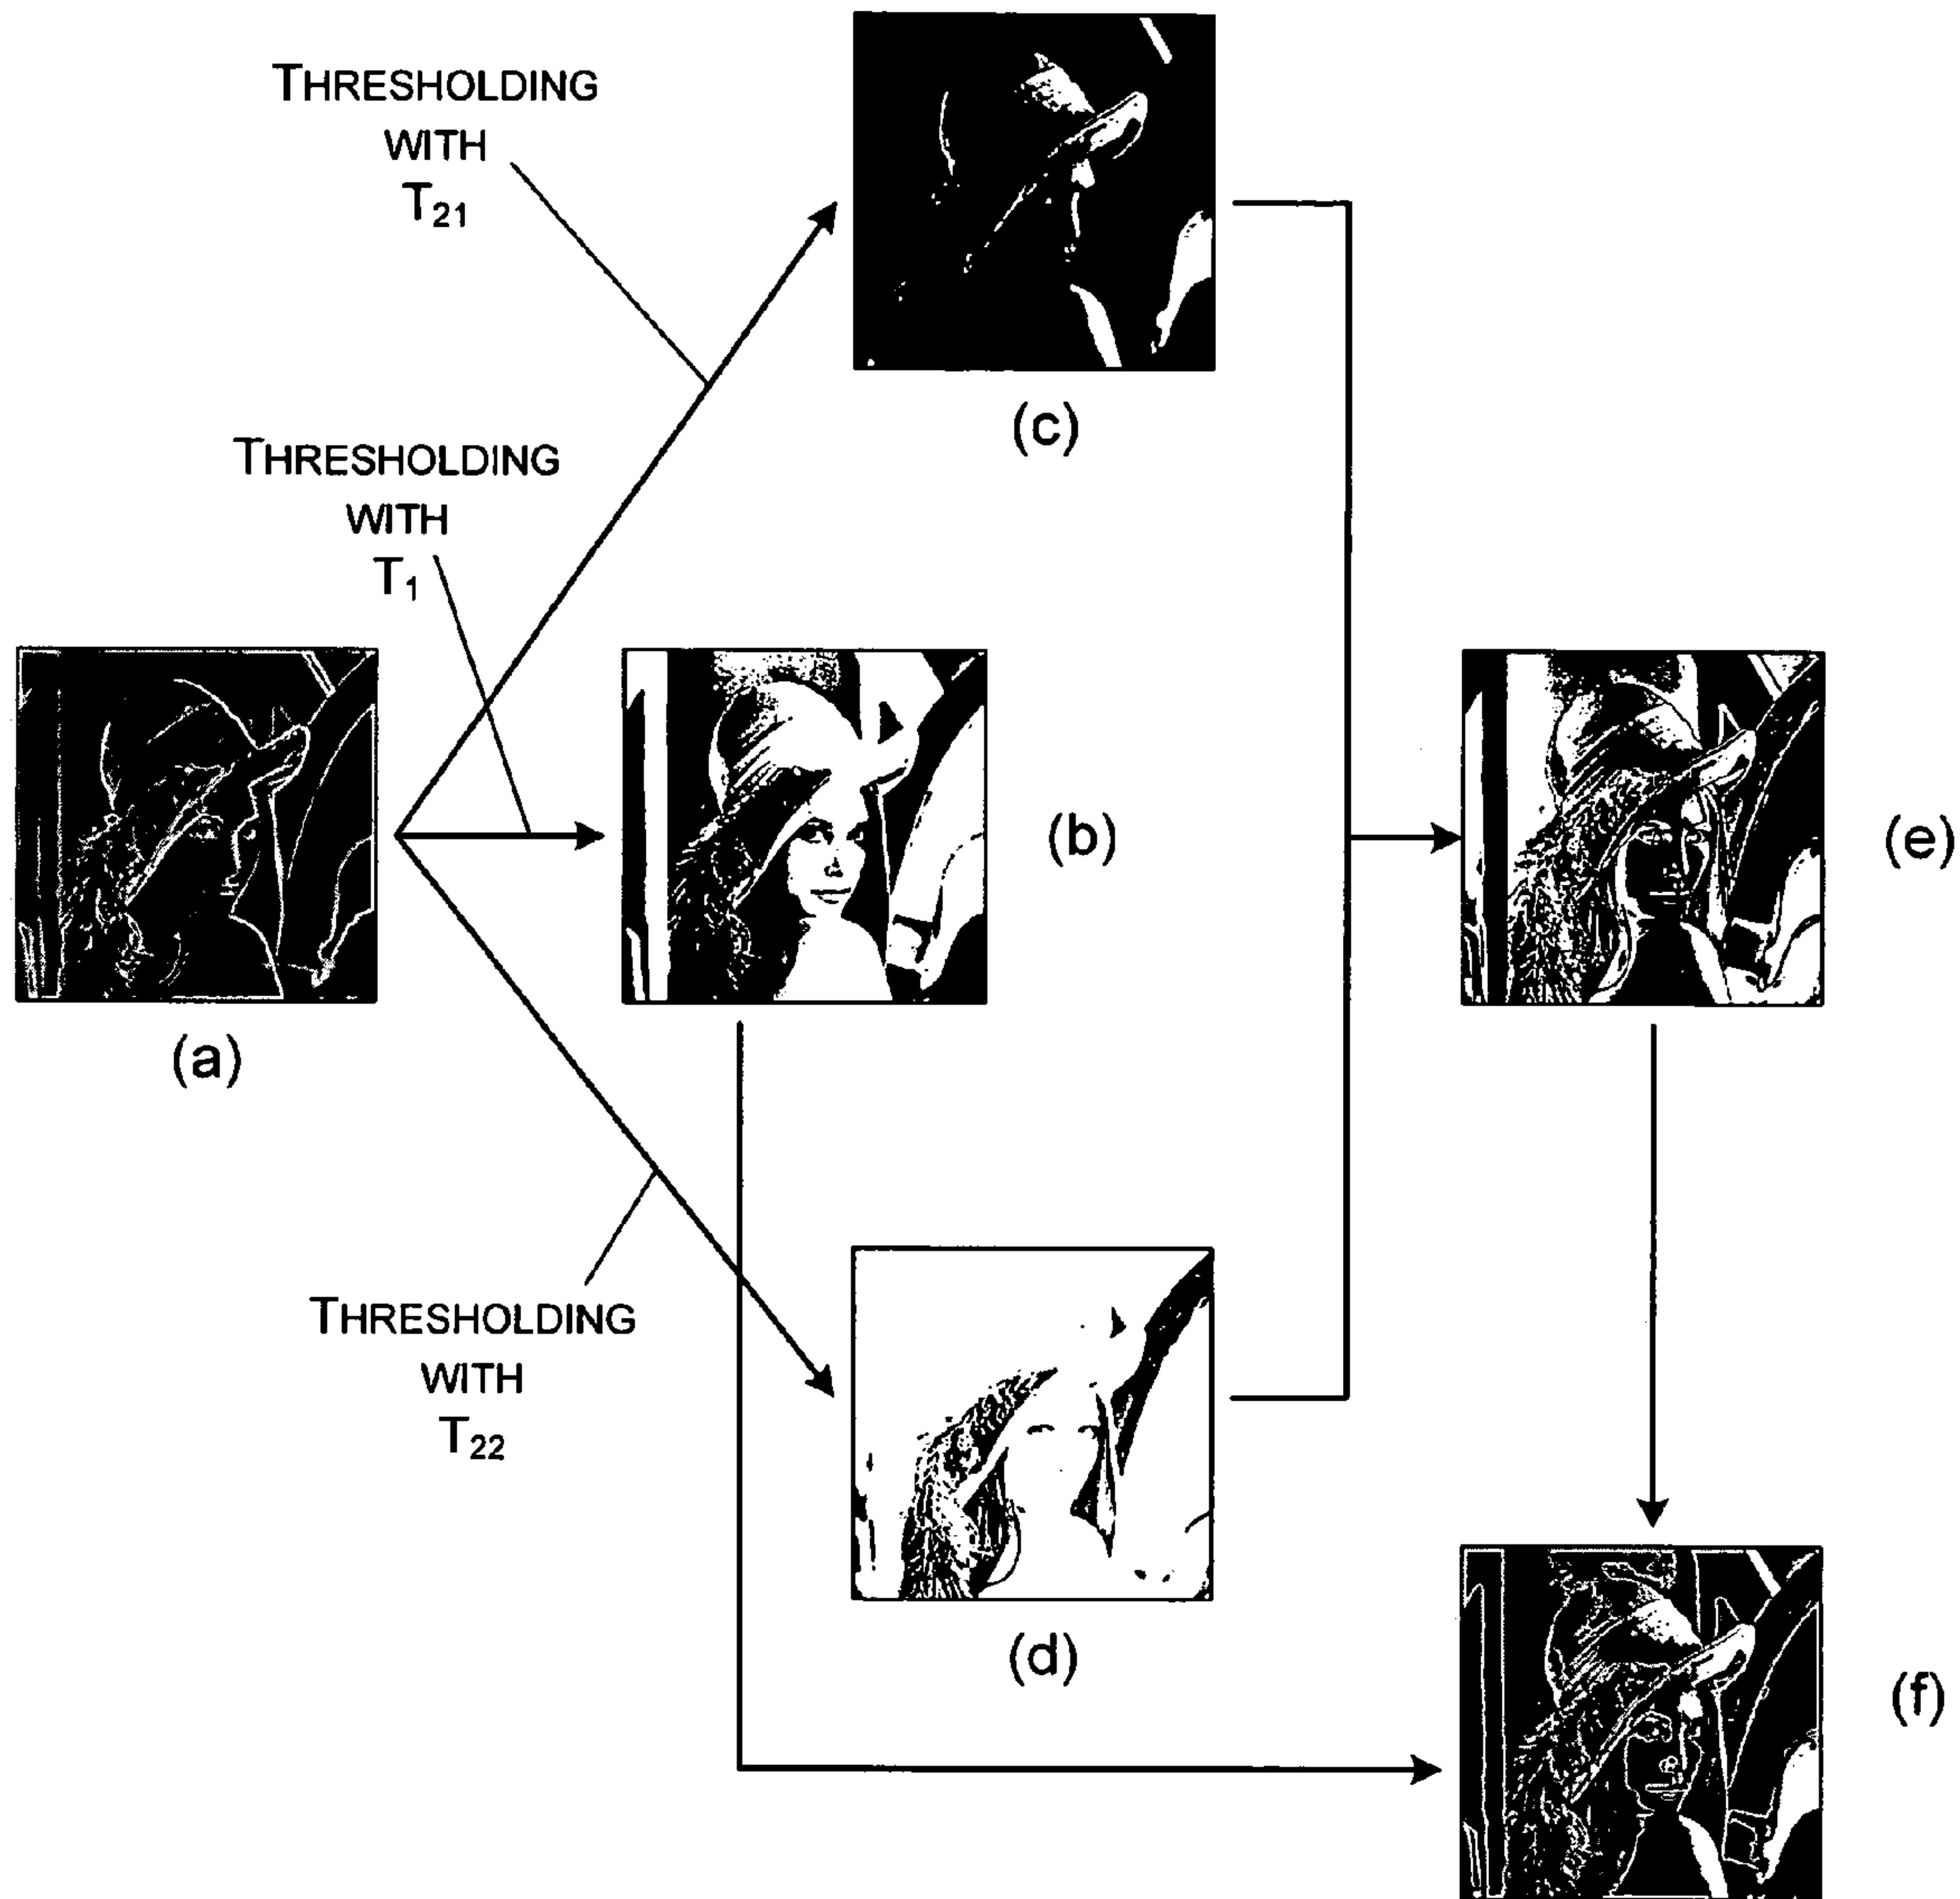 THRESHOLDING
WITH
T21
(c)
THRESHOLDING
WITH
T1
(b)
(e)
(a)
THRESHOLDING
WITH
T22
(d)
(f)